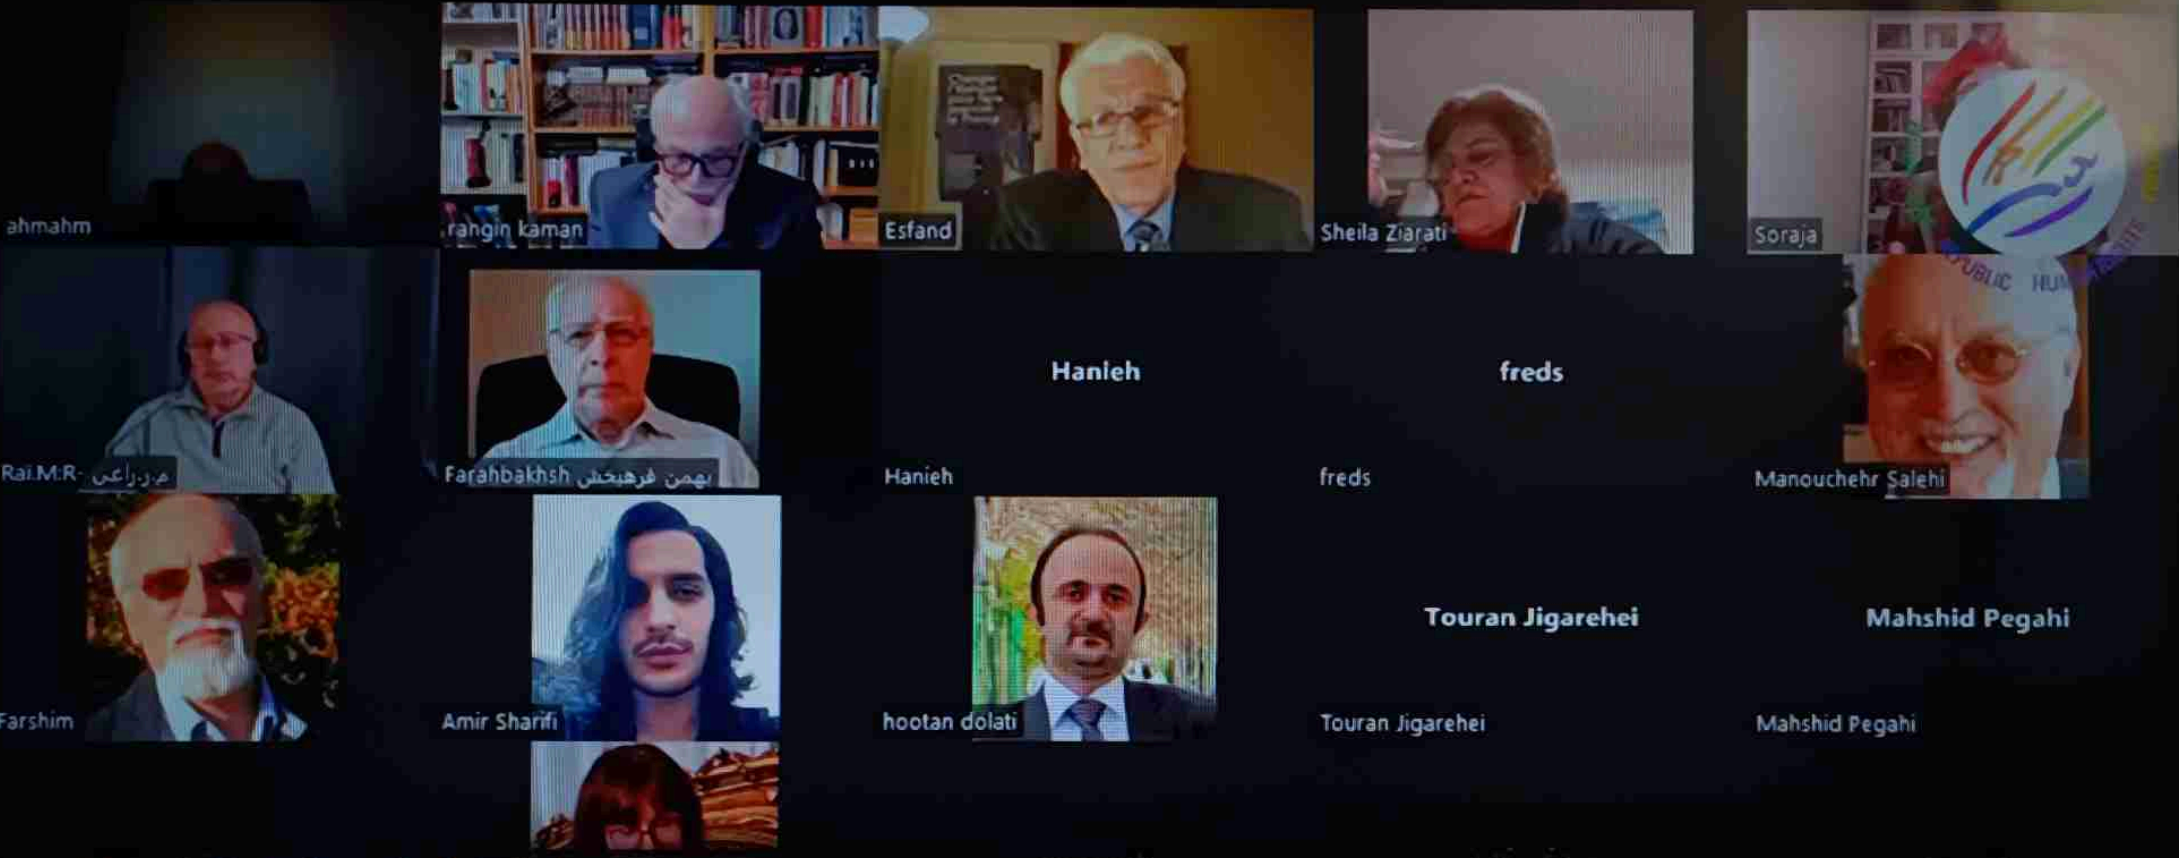 ahmahm
rangin kaman
Esfand
Sheila Ziarati
Soraja
Rai.M:R- م.ر.راعی
Farahbakhsh بهمن فرهبخش
Hanieh
Hanieh
freds
freds
Manouchehr Salehi
Farshim
Amir Sharifi
hootan dolati
Touran Jigarehei
Touran Jigarehei
Mahshid Pegahi
Mahshid Pegahi